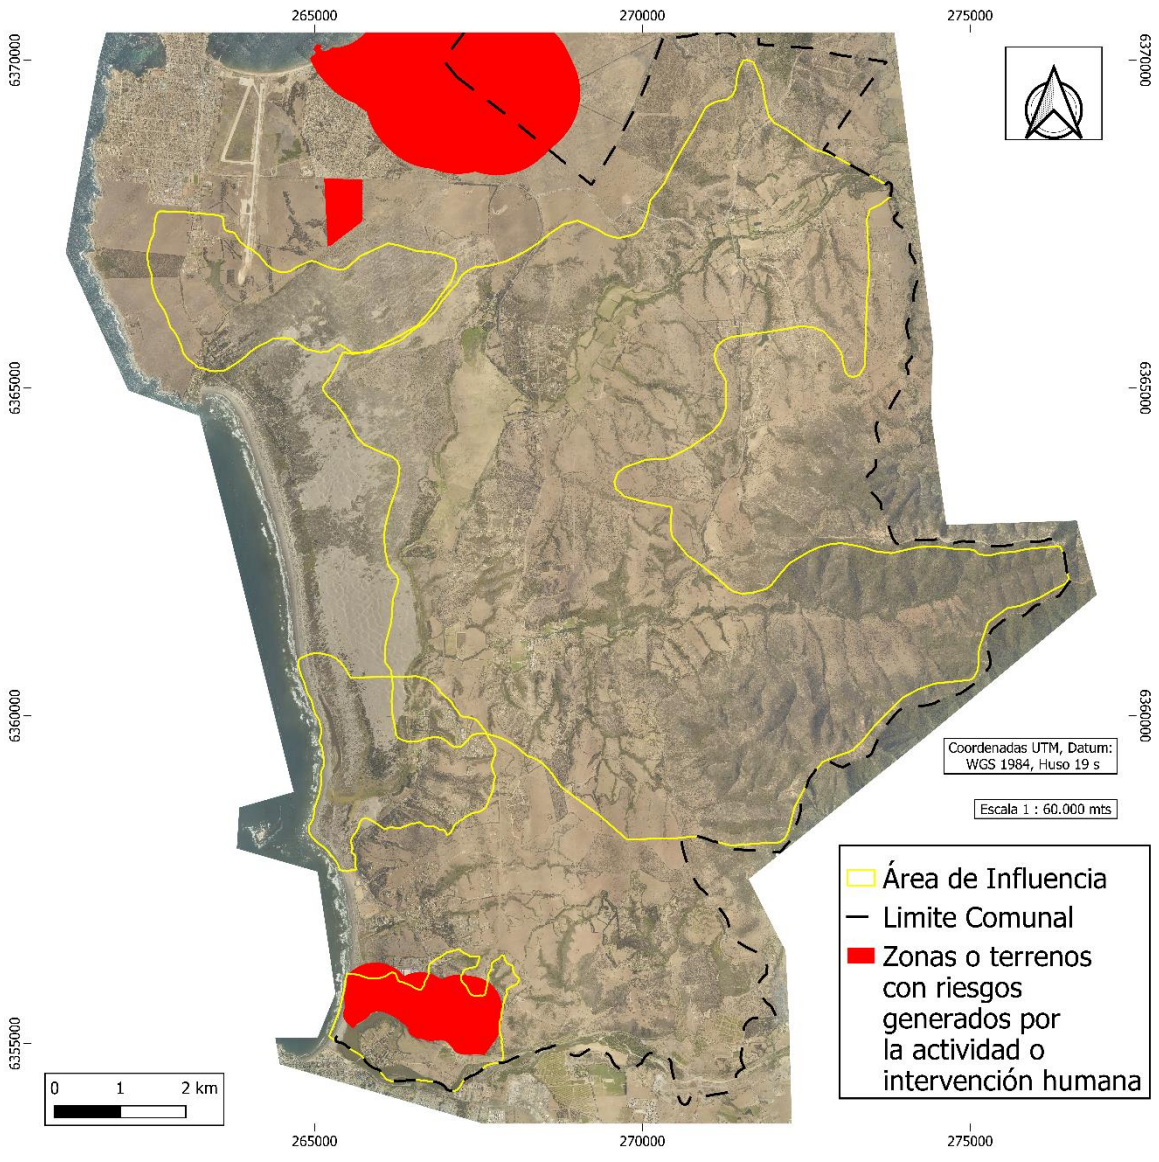 265000
270000
275000
6370000
6370000
6365000
6365000
6360000
6360000
Coordenadas UTM, Datum:
WGS 1984, Huso 19 s
Escala 1 : 60.000 mts
Área de Influencia
Limite Comunal
Zonas o terrenos
con riesgos
generados por
la actividad o
intervención humana
6355000
6355000
0 1 2 km
265000
270000
275000